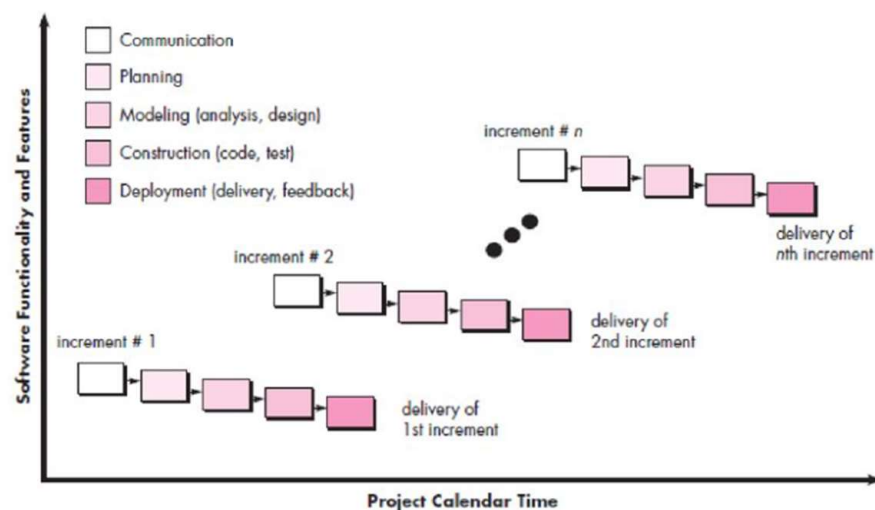 Software Functionality and Features
Communication
Planning
Modeling (analysis, design)
Construction (code, test)
Deployment (delivery, feedback)
increment # n
delivery of
nth increment
increment # 2
delivery of
2nd increment
increment # 1
delivery of
1st increment
Project Calendar Time